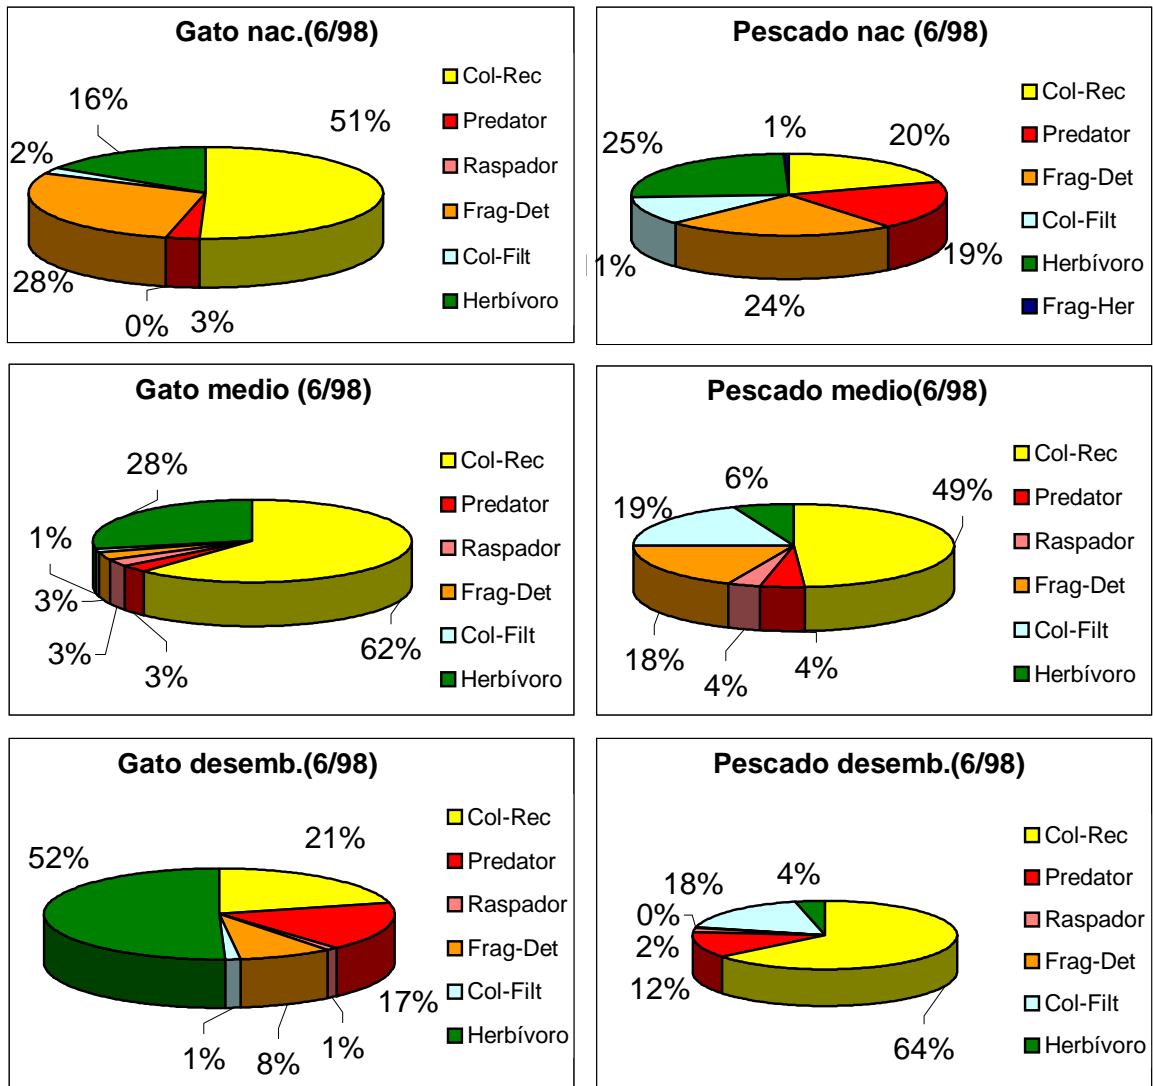 Gato nac.(6/98)
16%
51%
2%
28%
0%
3%
Col-Rec
Predator
Raspador
Frag-Det
Col-Filt
Herbívoro
Pescado nac (6/98)
25%
1%
20%
1%
19%
24%
Col-Rec
Predator
Frag-Det
Col-Filt
Herbívoro
Frag-Her
Gato medio (6/98)
28%
1%
3%
3%
3%
62%
Col-Rec
Predator
Raspador
Frag-Det
Col-Filt
Herbívoro
Pescado medio(6/98)
6%
49%
19%
18%
4%
4%
Col-Rec
Predator
Raspador
Frag-Det
Col-Filt
Herbívoro
Gato desemb.(6/98)
52%
21%
17%
1%
8%
1%
Col-Rec
Predator
Raspador
Frag-Det
Col-Filt
Herbívoro
Pescado desemb.(6/98)
18%
4%
0%
2%
12%
64%
Col-Rec
Predator
Raspador
Frag-Det
Col-Filt
Herbívoro